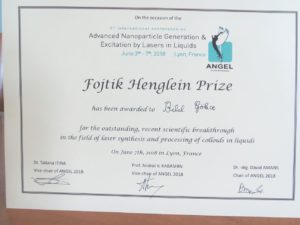 On the occasion of the
5th international conference on
Advanced Nanoparticle Generation &
Excitation by Lasers in Liquids
June 3rd - 7th, 2018 Lyon, France
ANGEL
Fojtik Henglein Prize
has been awarded to Bilal Gökce
for the outstanding, recent scientific breakthrough
in the field of laser synthesis and processing of colloids in liquids
On June 7th, 2018 in Lyon, France
Dr. Tatiana ITINA
Vice chair of ANGEL 2018
Prof. Andrei V. KABASHIN
Vice chair of ANGEL 2018
Dr. -Ing. David AMANS
Chair of ANGEL 2018